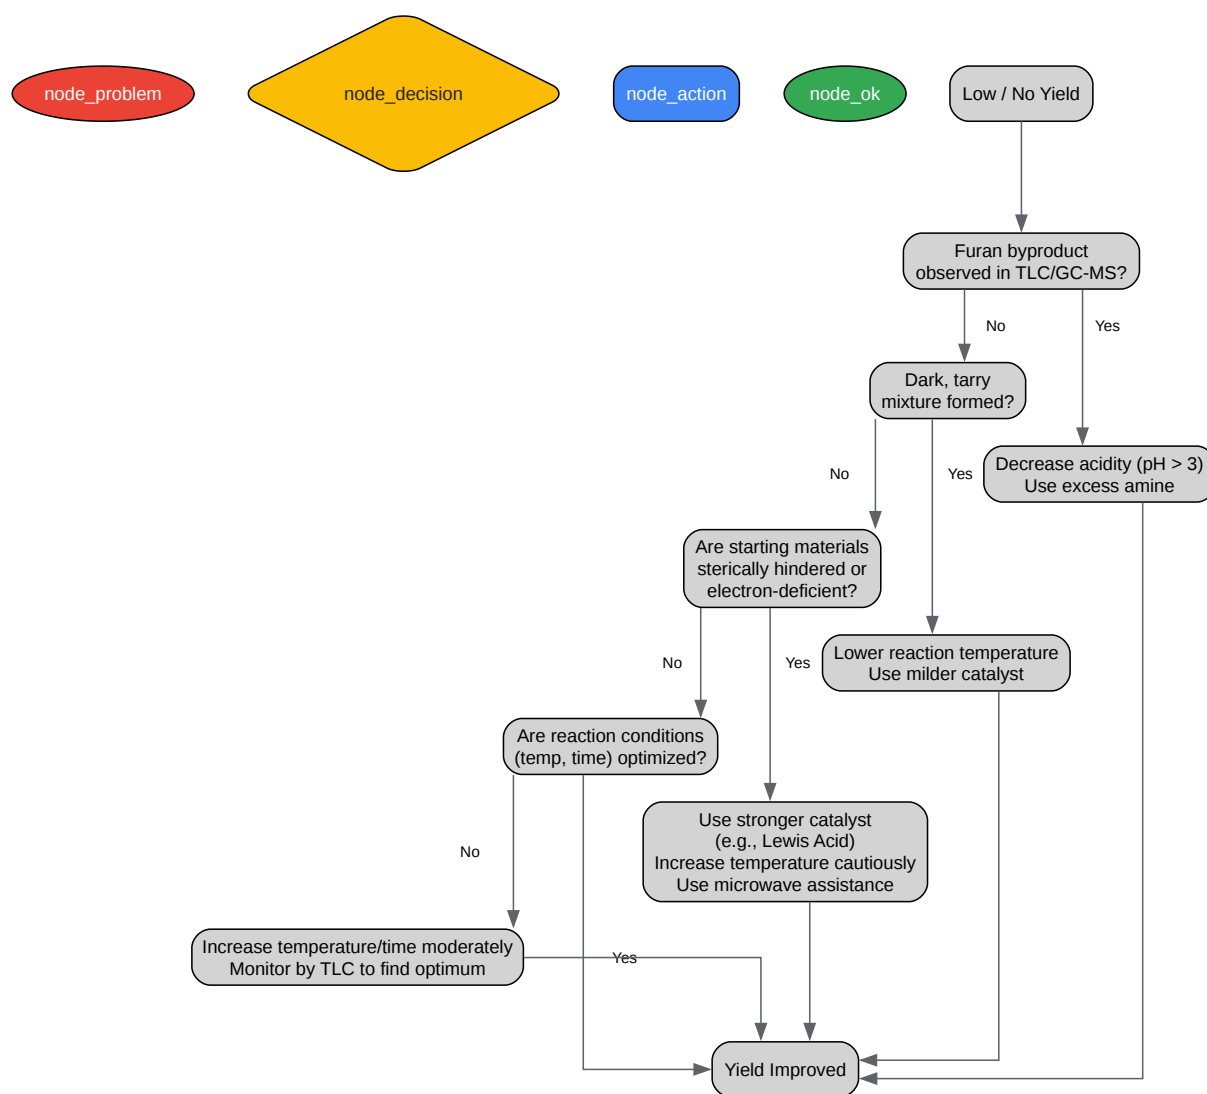 node_problem
node_decision
node_action
node_ok
Low / No Yield
Furan byproduct
observed in TLC/GC-MS?
No
Yes
Dark, tarry
mixture formed?
No
Yes
Decrease acidity (pH > 3)
Use excess amine
Are starting materials
sterically hindered or
electron-deficient?
No
Yes
Lower reaction temperature
Use milder catalyst
Are reaction conditions
(temp, time) optimized?
No
Use stronger catalyst
(e.g., Lewis Acid)
Increase temperature cautiously
Use microwave assistance
Increase temperature/time moderately
Monitor by TLC to find optimum
Yes
Yield Improved